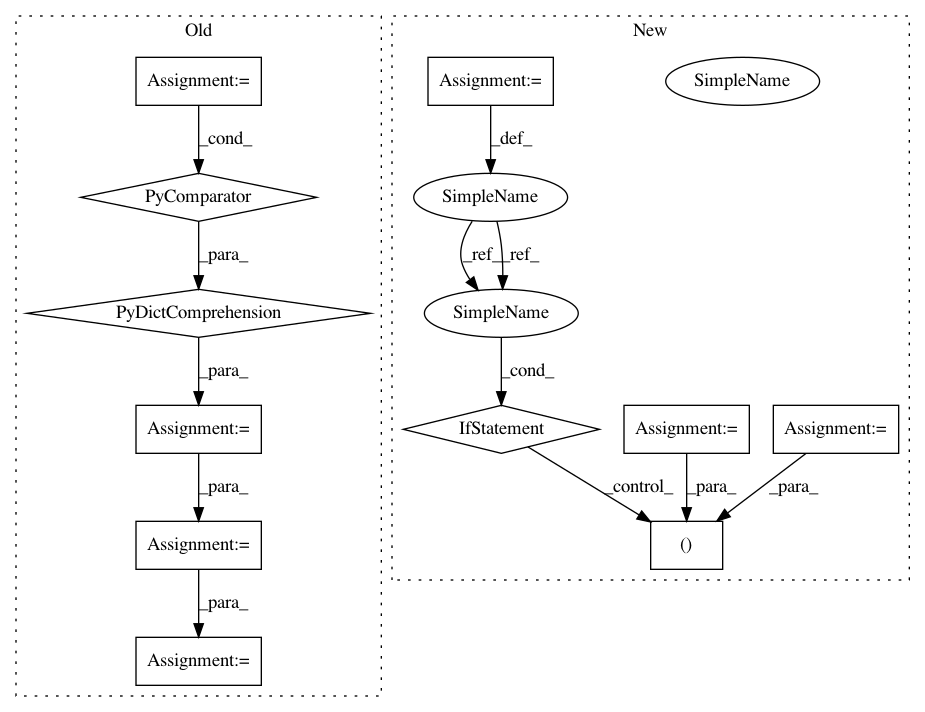 Old
New
Assignment:=
Assignment:=
SimpleName
_cond_
_def_
PyComparator
SimpleName
_para_
_ref_
_ref_
PyDictComprehension
SimpleName
_para_
_cond_
Assignment:=
IfStatement
Assignment:=
Assignment:=
_para_
_control_
_para_
_para_
Assignment:=
()
_para_
Assignment:=